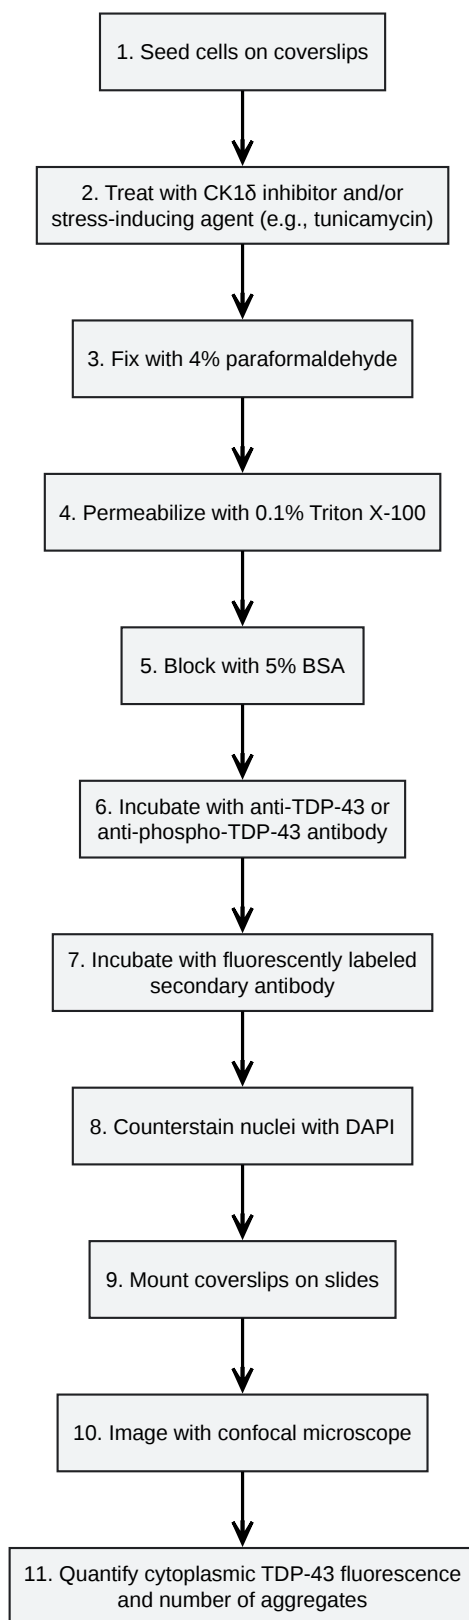 1. Seed cells on coverslips
2. Treat with CK1δ inhibitor and/or
stress-inducing agent (e.g., tunicamycin)
3. Fix with 4% paraformaldehyde
4. Permeabilize with 0.1% Triton X-100
5. Block with 5% BSA
6. Incubate with anti-TDP-43 or
anti-phospho-TDP-43 antibody
7. Incubate with fluorescently labeled
secondary antibody
8. Counterstain nuclei with DAPI
9. Mount coverslips on slides
10. Image with confocal microscope
11. Quantify cytoplasmic TDP-43 fluorescence
and number of aggregates